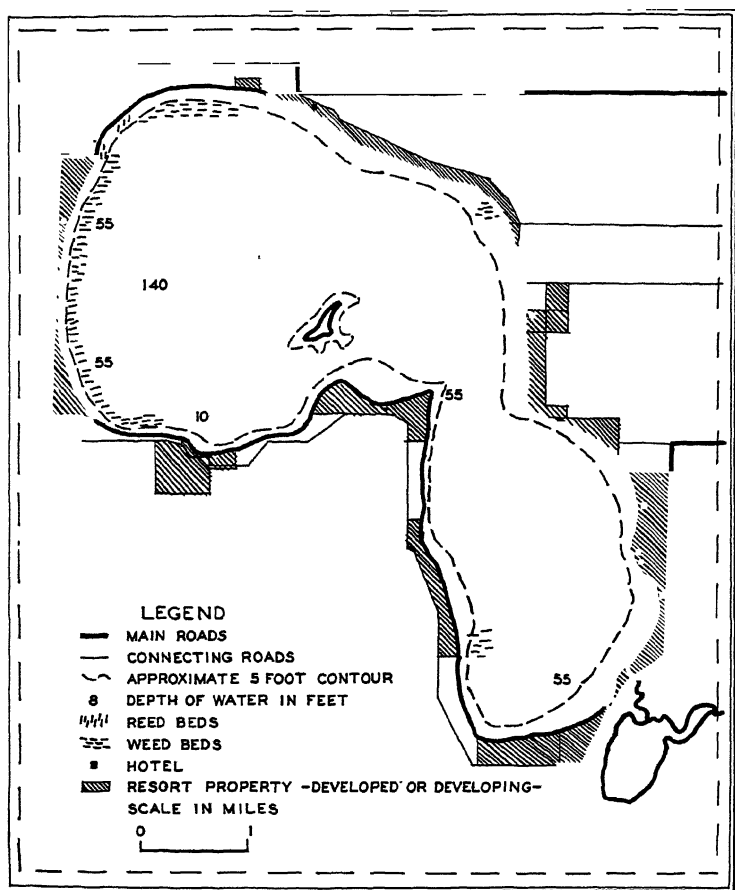 55
140
55
10
55
55
LEGEND
MAIN ROADS
CONNECTING ROADS
APPROXIMATE 5 FOOT CONTOUR
8 DEPTH OF WATER IN FEET
REED BEDS
WEED BEDS
HOTEL
RESORT PROPERTY -DEVELOPED OR DEVELOPING-
SCALE IN MILES
0 1